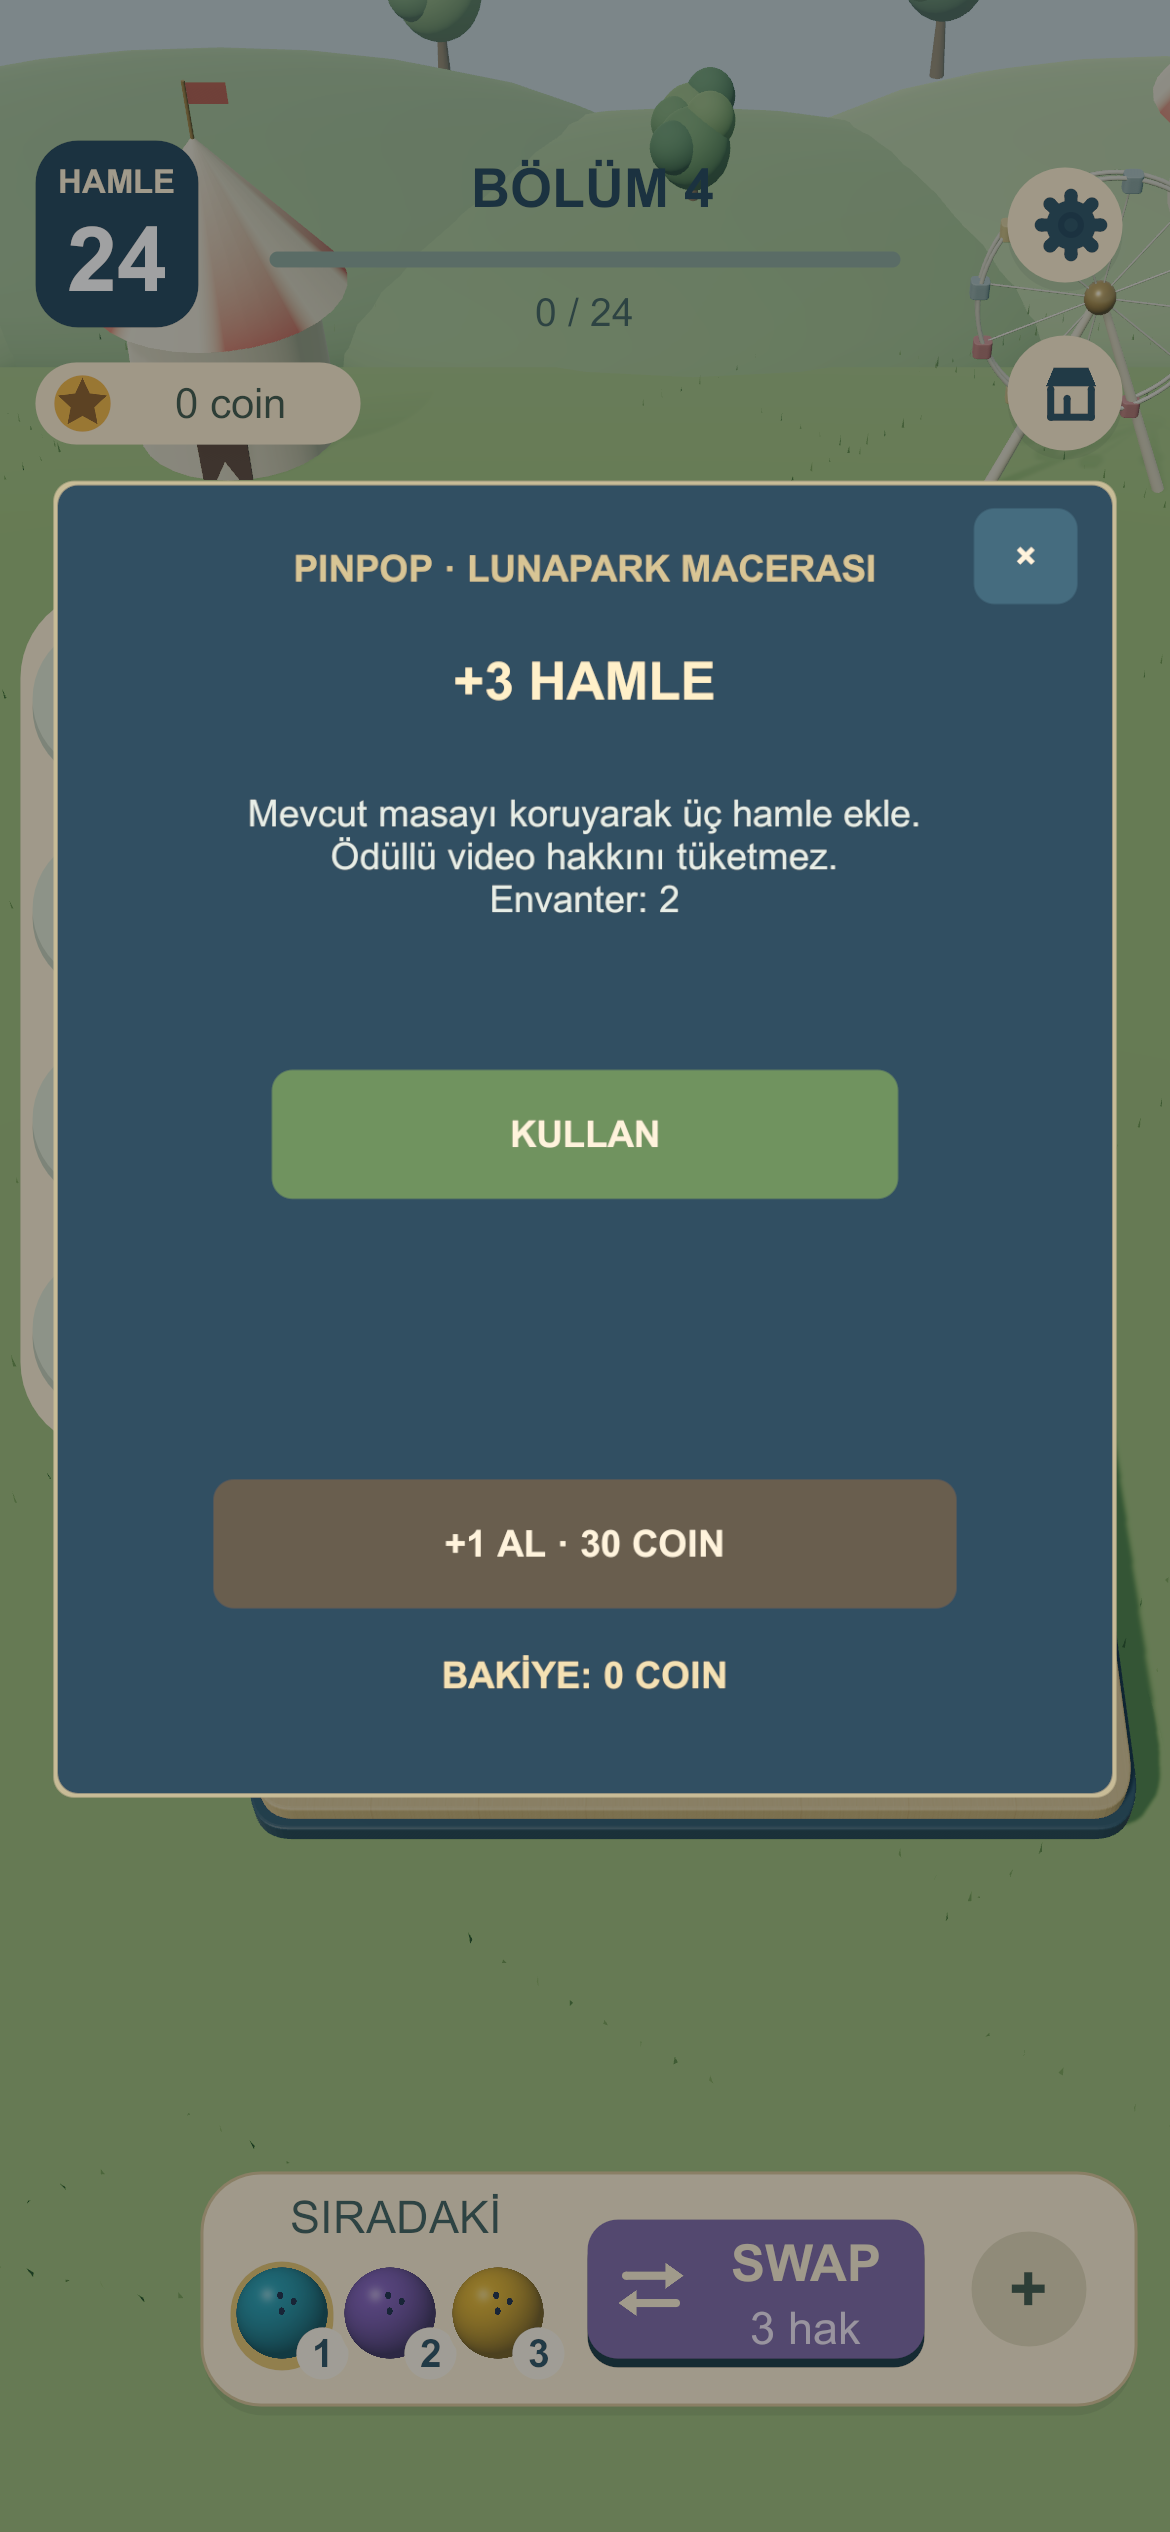 HAMLE
24
BÖLÜM 4
0 / 24
0 coin
PINPOP · LUNAPARK MACERASI
×
+3 HAMLE
Mevcut masayı koruyarak üç hamle ekle.
Ödüllü video hakkını tüketmez.
Envanter: 2
KULLAN
+1 AL · 30 COIN
BAKİYE: 0 COIN
SIRADAKİ
1
2
3
SWAP
3 hak
+